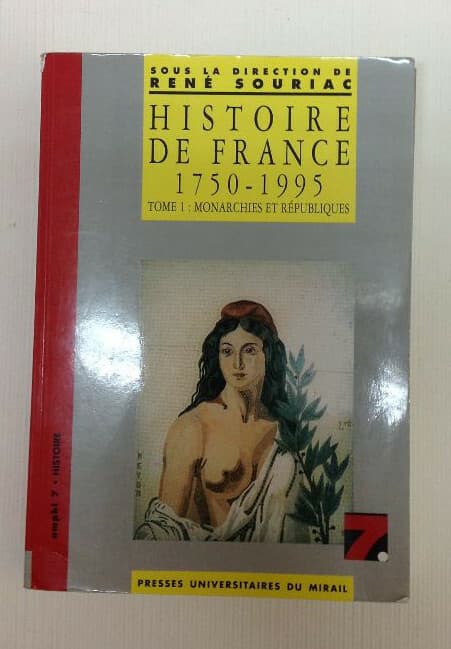 SOUS LA DIRECTION DE
RENÉ SOURIAC
HISTOIRE
DE FRANCE
1750-1995
TOME 1 : MONARCHIES ET RÉPUBLIQUES
amphi 7 • HISTOIRE
7
PRESSES UNIVERSITAIRES DU MIRAIL